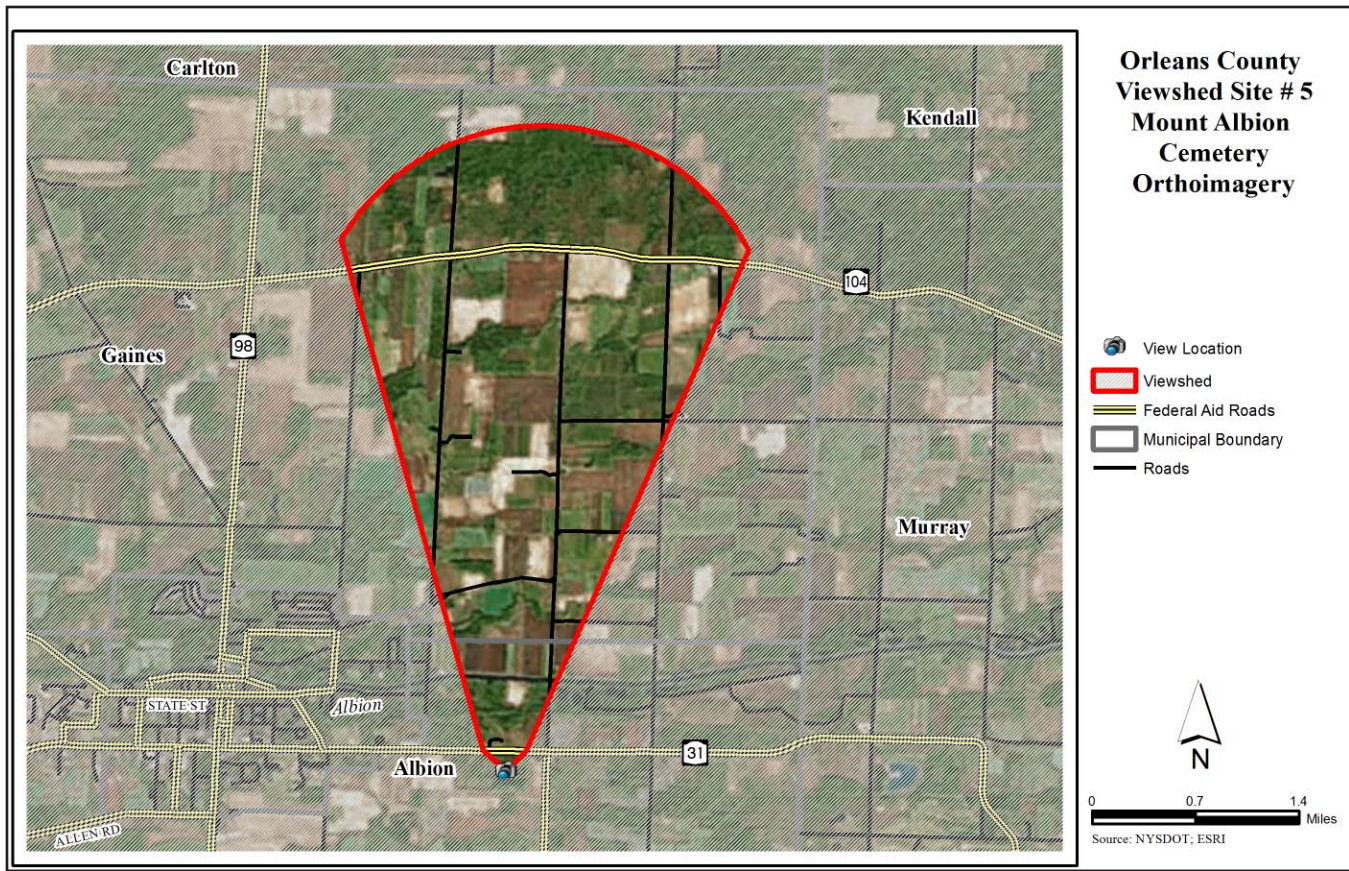 Orleans County
Viewshed Site # 5
Mount Albion
Cemetery
Orthoimagery
Carlton
Kendall
104
98
Gaines
View Location
Viewshed
Federal Aid Roads
Municipal Boundary
Roads
Murray
STATE ST
Albion
31
Albion
ALLEN RD
N
0 0.7 1.4
Miles
Source: NYSDOT; ESRI